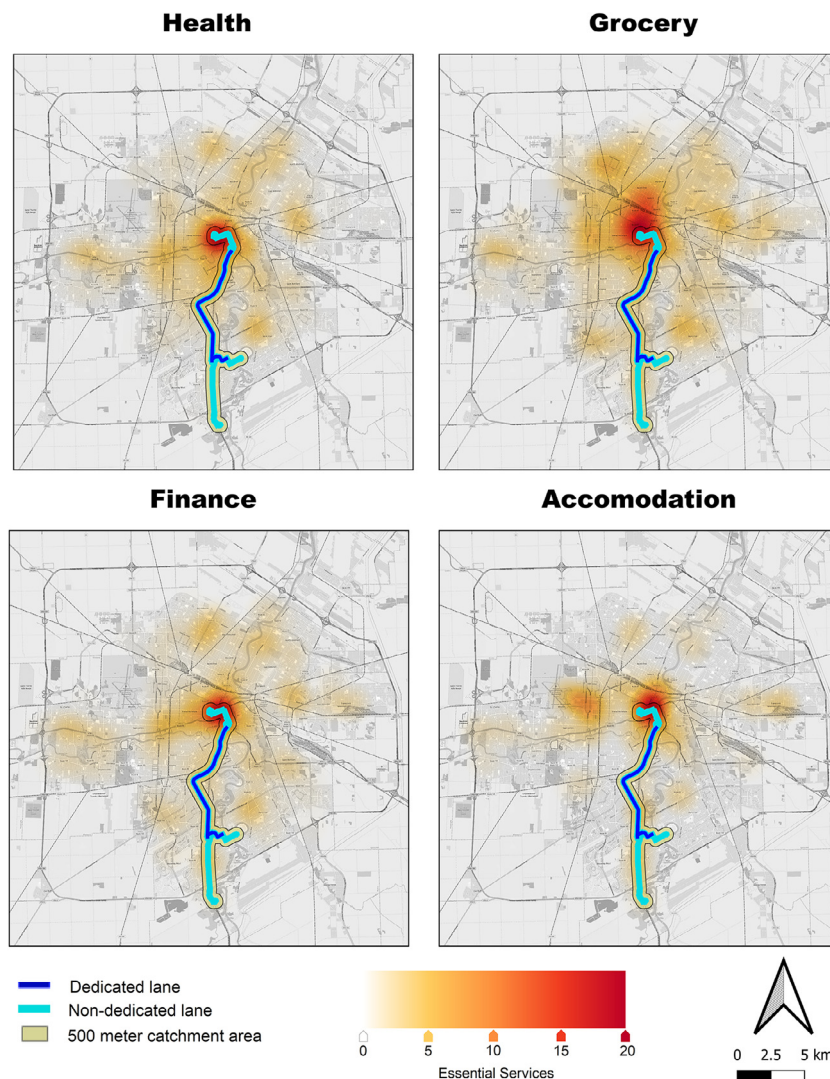 Health
Grocery
Finance
Accomodation
Dedicated lane
Non-dedicated lane
500 meter catchment area
0 5 10 15 20
Essential Services
0 2.5 5 km